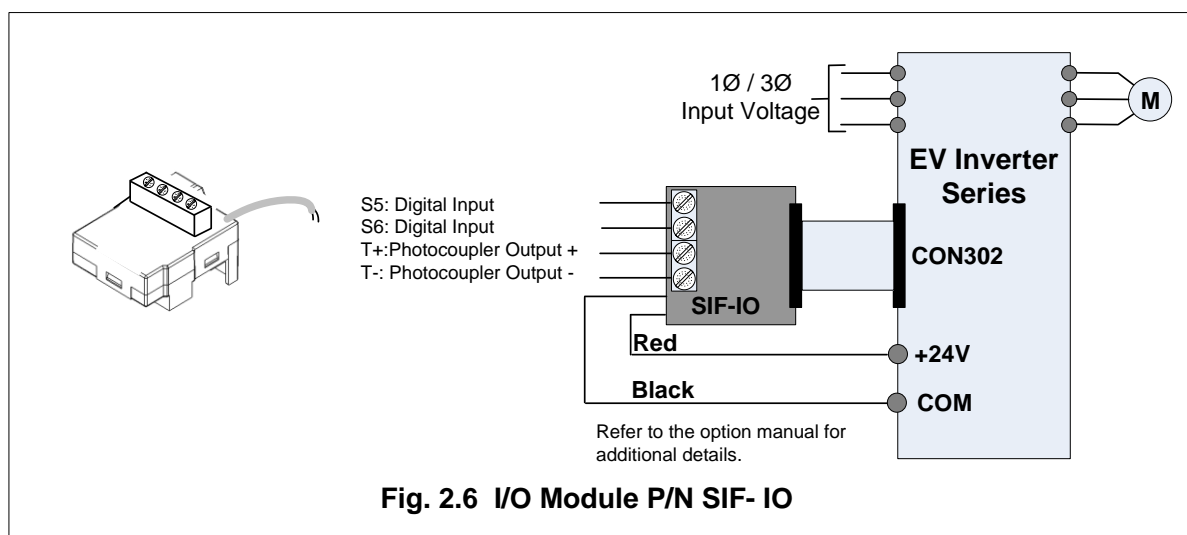 1Ø / 3Ø
Input Voltage
M
EV Inverter
Series
S5: Digital Input
S6: Digital Input
T+:Photocoupler Output +
T-: Photocoupler Output -
CON302
SIF-IO
Red
+24V
Black
COM
Refer to the option manual for
additional details.
Fig. 2.6 I/O Module P/N SIF- IO